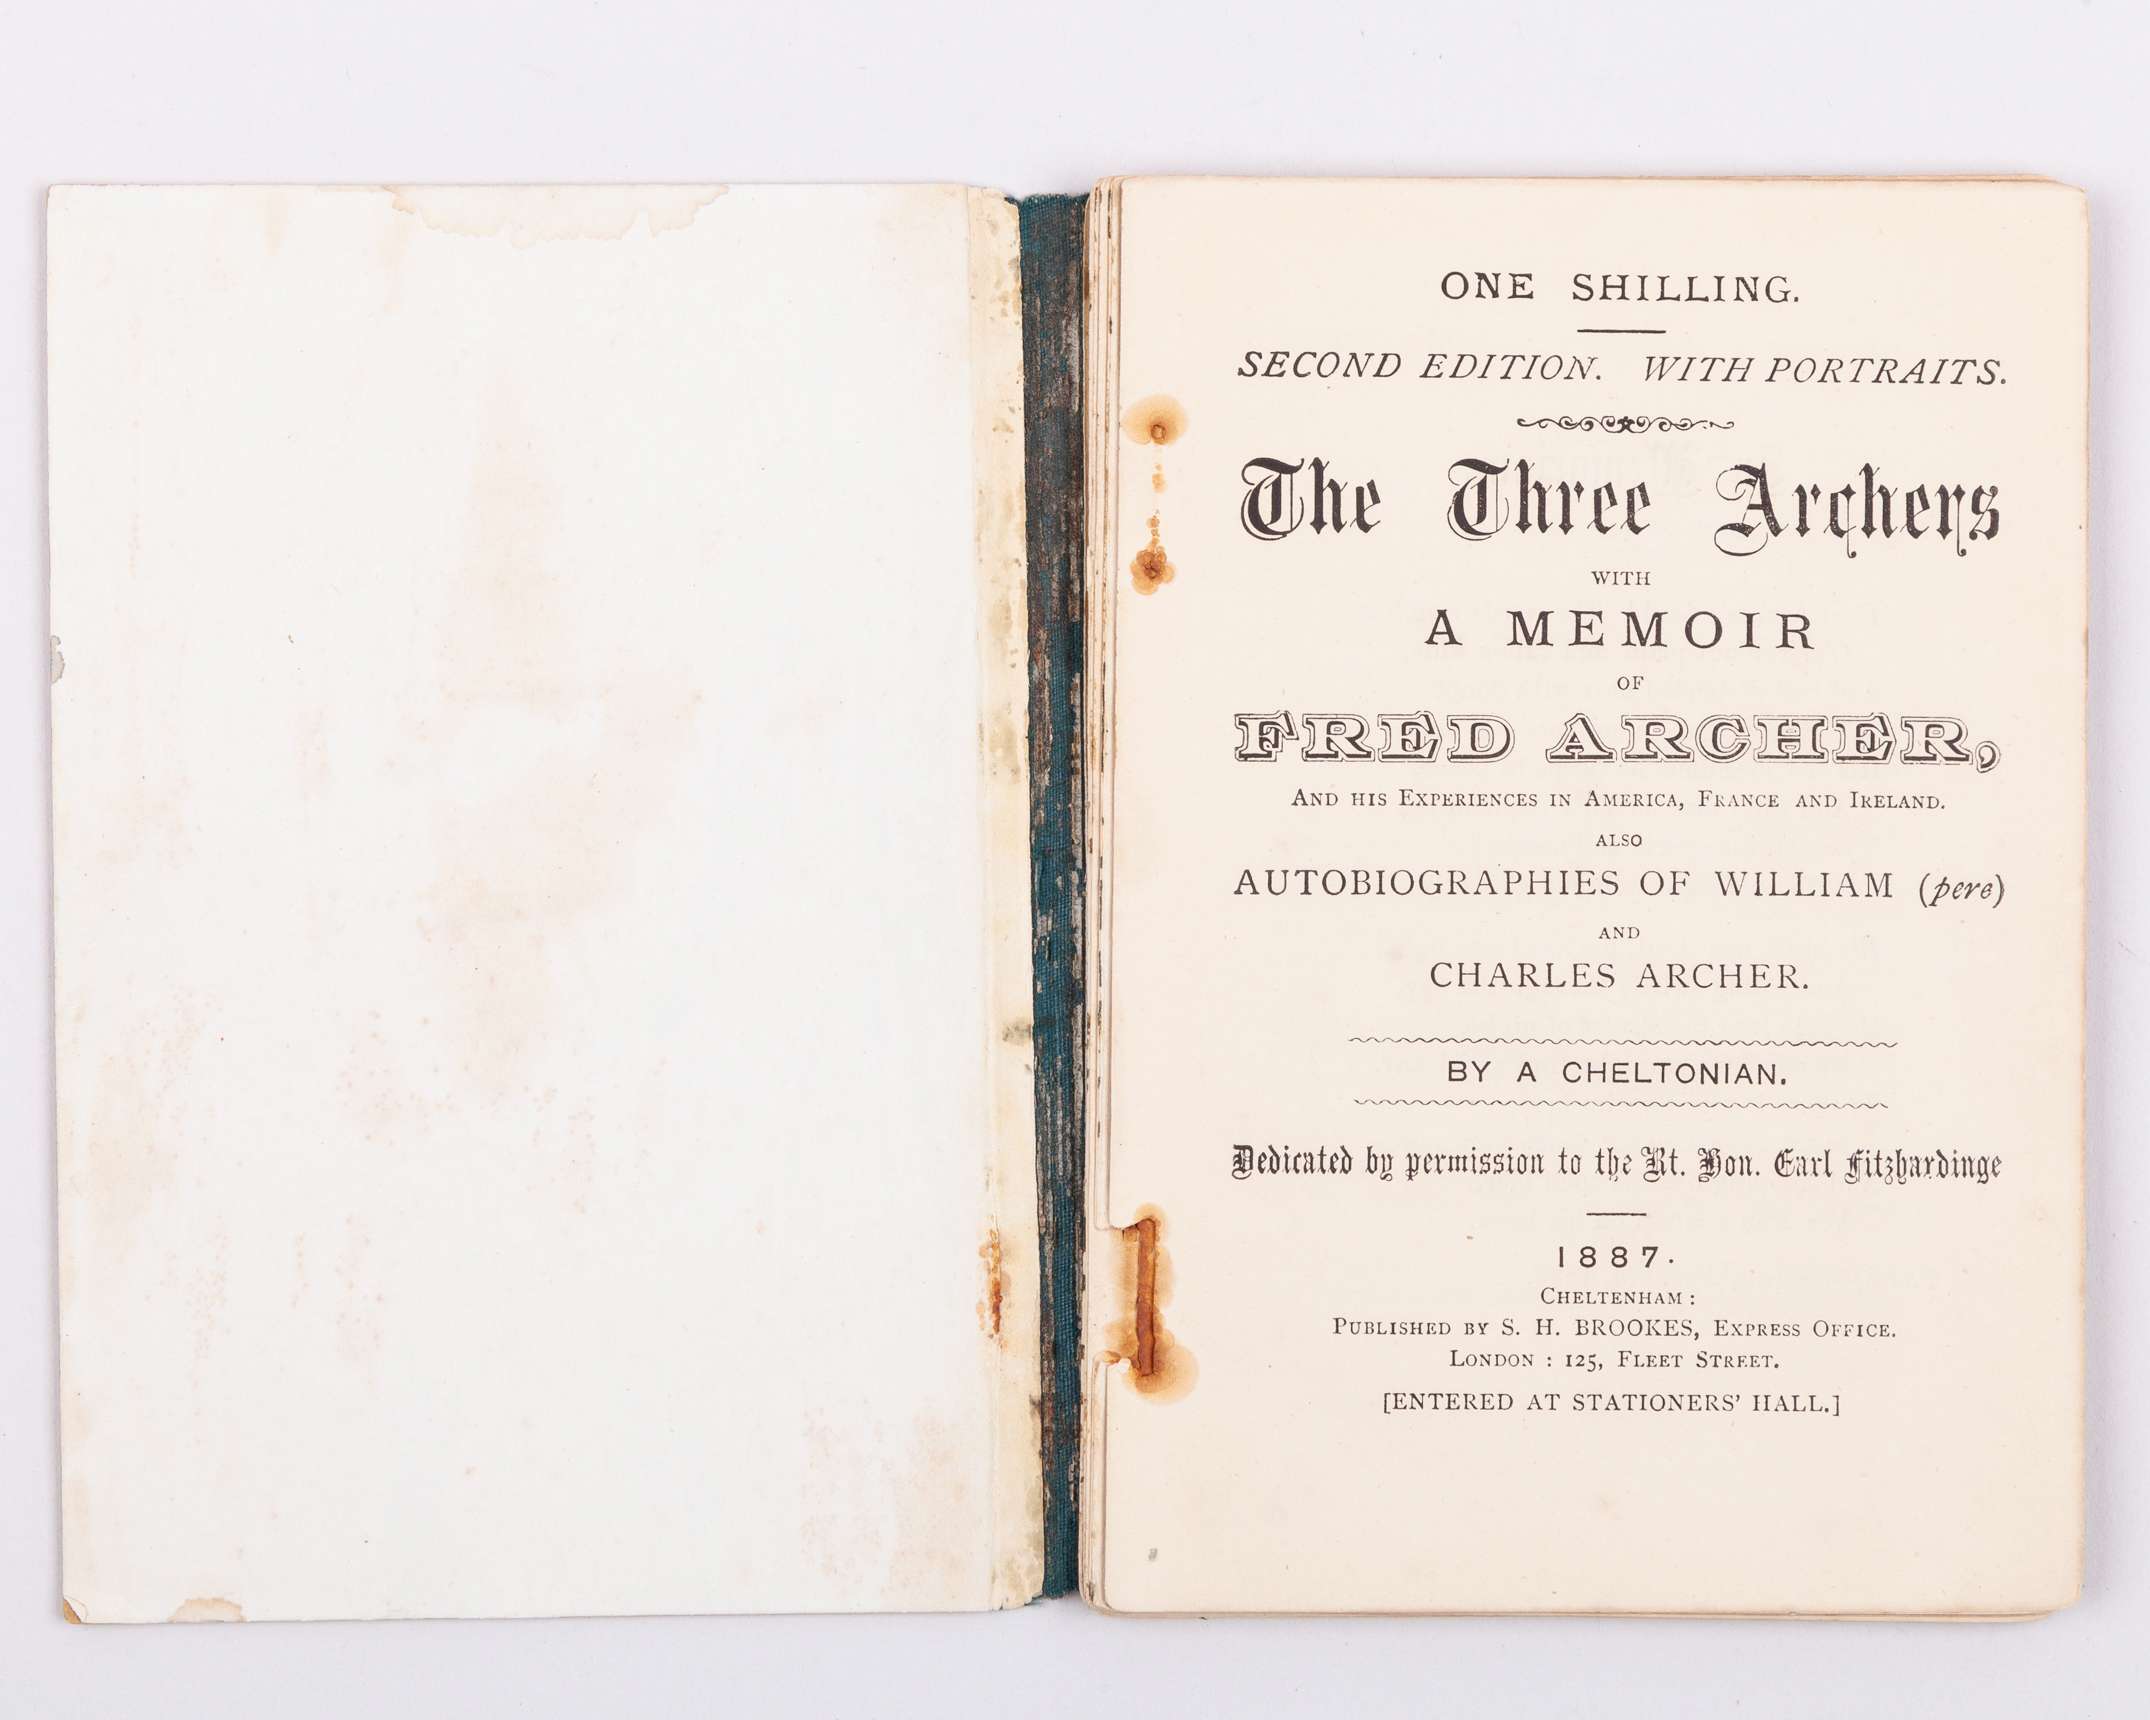 ONE SHILLING.
SECOND EDITION. WITH PORTRAITS.
The Three Archers
WITH
A MEMOIR
OF
FRED ARCHER,
AND HIS EXPERIENCES IN AMERICA, FRANCE AND IRELAND.
ALSO
AUTOBIOGRAPHIES OF WILLIAM (pere)
AND
CHARLES ARCHER.
BY A CHELTONIAN.
Dedicated by permission to the Rt. Hon. Earl Fitzhardinge
1887.
CHELTENHAM:
PUBLISHED BY S. H. BROOKES, EXPRESS OFFICE.
LONDON: 125, FLEET STREET.
[ENTERED AT STATIONERS' HALL.]